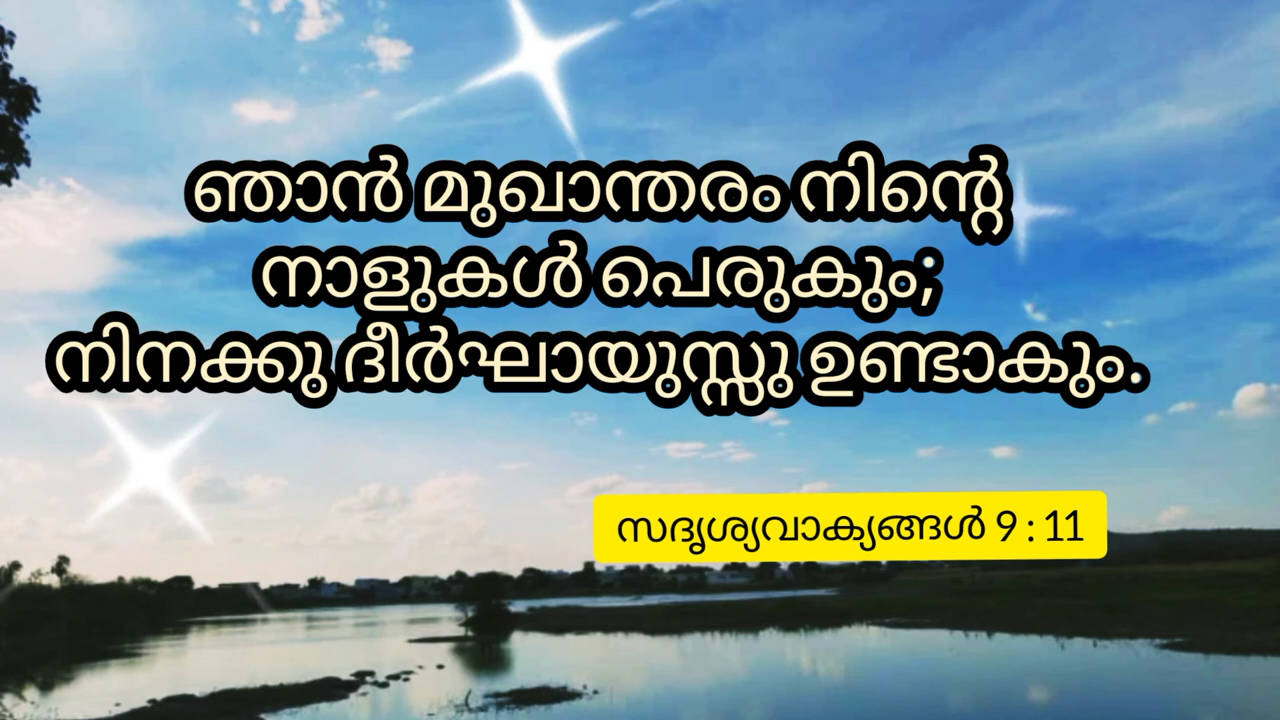 ഞാൻ മുഖാന്തരം നിന്റെ
നാളുകൾ പെരുകും;
നിനക്കു ദീർഘായുസ്സു ഉണ്ടാകും.
സദൃശ്യവാക്യങ്ങൾ 9 : 11